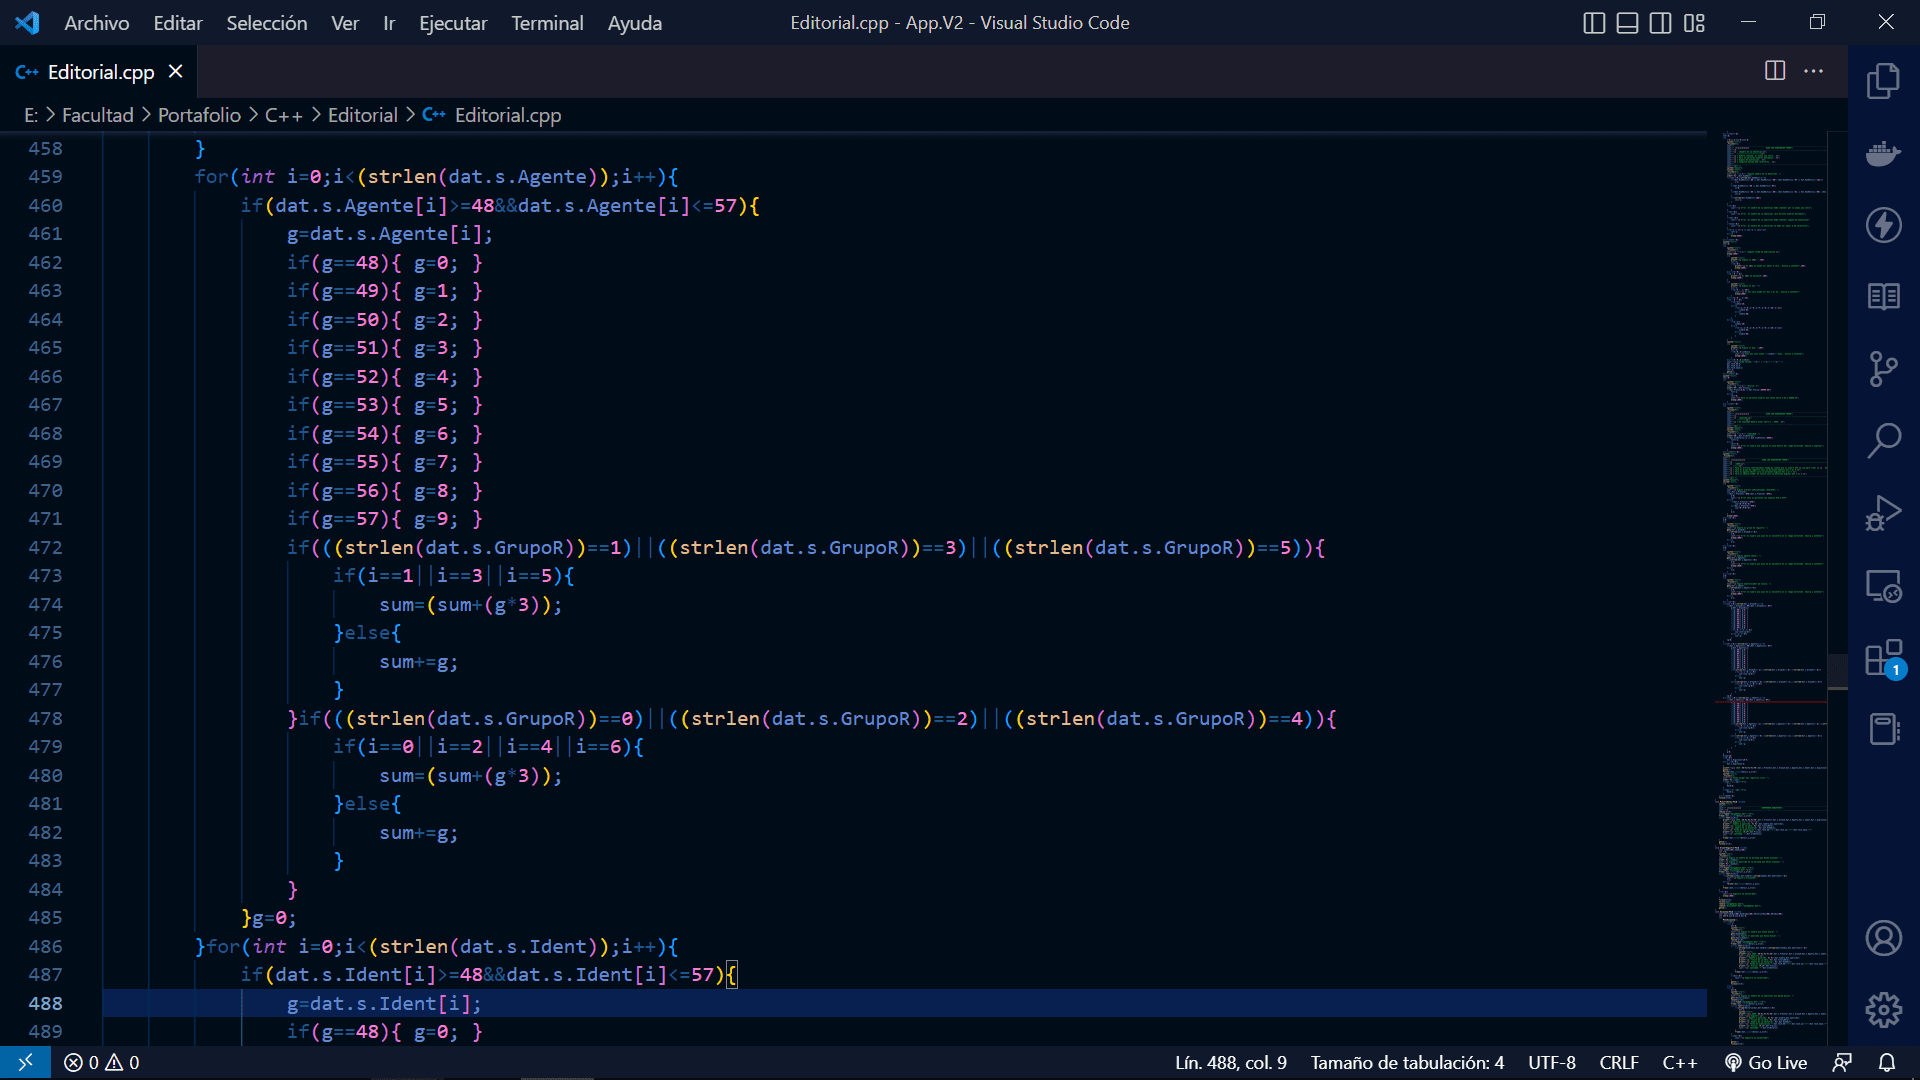 Archivo Editar Selección Ver Ir Ejecutar Terminal Ayuda Editorial.cpp - App.V2 - Visual Studio Code
C++ Editorial.cpp
E: > Facultad > Portafolio > C++ > Editorial > C++ Editorial.cpp
458 }
459 for(int i=0;i<(strlen(dat.s.Agente));i++){
460 if(dat.s.Agente[i]>=48&&dat.s.Agente[i]<=57){
461 g=dat.s.Agente[i];
462 if(g==48){ g=0; }
463 if(g==49){ g=1; }
464 if(g==50){ g=2; }
465 if(g==51){ g=3; }
466 if(g==52){ g=4; }
467 if(g==53){ g=5; }
468 if(g==54){ g=6; }
469 if(g==55){ g=7; }
470 if(g==56){ g=8; }
471 if(g==57){ g=9; }
472 if(((strlen(dat.s.GrupoR))==1)||((strlen(dat.s.GrupoR))==3)||((strlen(dat.s.GrupoR))==5)){
473 if(i==1||i==3||i==5){
474 sum=(sum+(g*3));
475 }else{
476 sum+=g;
477 }
478 }if(((strlen(dat.s.GrupoR))==0)||((strlen(dat.s.GrupoR))==2)||((strlen(dat.s.GrupoR))==4)){
479 if(i==0||i==2||i==4||i==6){
480 sum=(sum+(g*3));
481 }else{
482 sum+=g;
483 }
484 }
485 }g=0;
486 }for(int i=0;i<(strlen(dat.s.Ident));i++){
487 if(dat.s.Ident[i]>=48&&dat.s.Ident[i]<=57){
488 g=dat.s.Ident[i];
489 if(g==48){ g=0; }
1
0 0 Lín. 488, col. 9 Tamaño de tabulación: 4 UTF-8 CRLF C++ Go Live